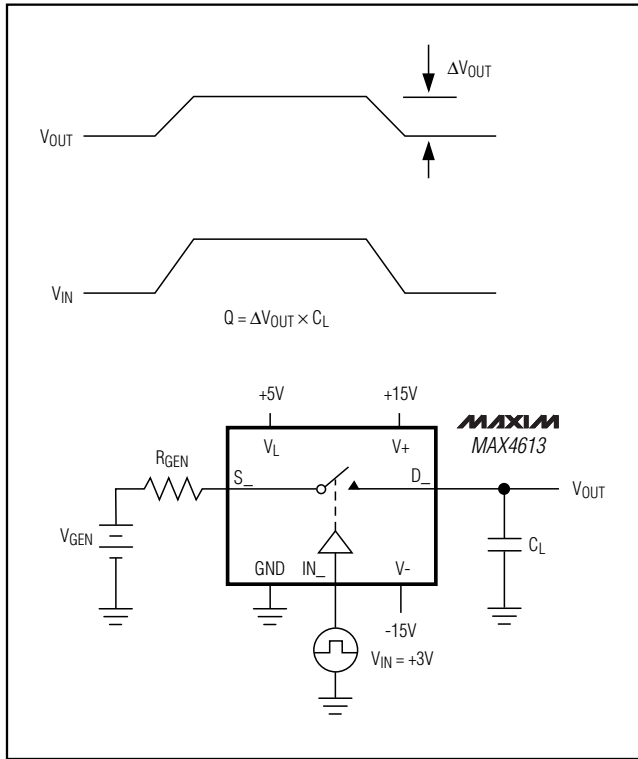 ΔVOUT
VOUT
VIN
Q = ΔVOUT × CL
+5V
+15V
MAXIM
MAX4613
VL
V+
RGEN
S_
D_
VOUT
VGEN
CL
GND
IN_
V-
-15V
VIN = +3V